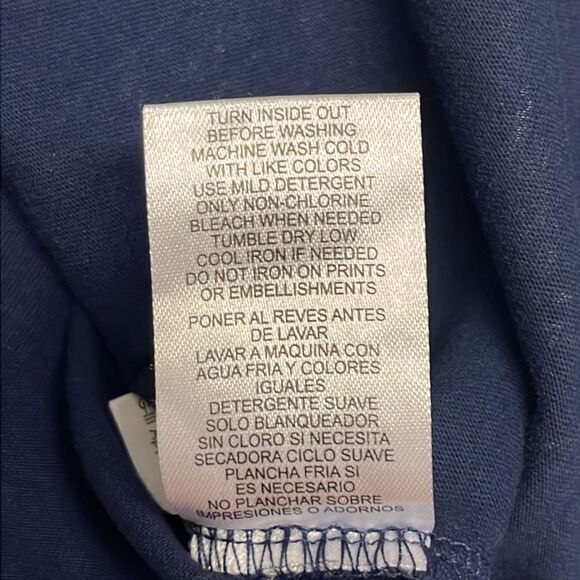 TURN INSIDE OUT
BEFORE WASHING
MACHINE WASH COLD
WITH LIKE COLORS
USE MILD DETERGENT
ONLY NON-CHLORINE
BLEACH WHEN NEEDED
TUMBLE DRY LOW
COOL IRON IF NEEDED
DO NOT IRON ON PRINTS
OR EMBELLISHMENTS
PONER AL REVES ANTES
DE LAVAR
LAVAR A MAQUINA CON
AGUA FRIA Y COLORES
IGUALES
DETERGENTE SUAVE
SOLO BLANQUEADOR
SIN CLORO SI NECESITA
SECADORA CICLO SUAVE
PLANCHA FRIA SI
ES NECESARIO
NO PLANCHAR SOBRE
IMPRESIONES O ADORNOS